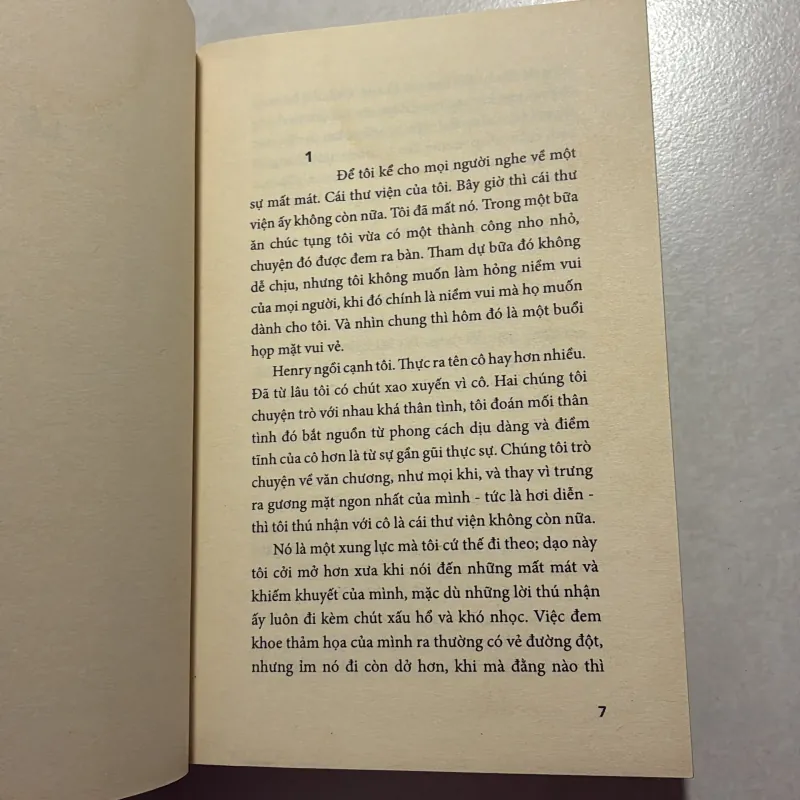 1
Để tôi kể cho mọi người nghe về một
sự mất mát. Cái thư viện của tôi. Bây giờ thì cái thư
viện ấy không còn nữa. Tôi đã mất nó. Trong một bữa
ăn chúc tụng tôi vừa có một thành công nho nhỏ,
chuyện đó được đem ra bàn. Tham dự bữa đó không
dễ chịu, nhưng tôi không muốn làm hỏng niềm vui
của mọi người, khi đó chính là niềm vui mà họ muốn
dành cho tôi. Và nhìn chung thì hôm đó là một buổi
họp mặt vui vẻ.
Henry ngồi cạnh tôi. Thực ra tên cô hay hơn nhiều.
Đã từ lâu tôi có chút xao xuyến vì cô. Hai chúng tôi
chuyện trò với nhau khá thân tình, tôi đoán mối thân
tình đó bắt nguồn từ phong cách dịu dàng và điềm
tĩnh của cô hơn là từ sự gần gũi thực sự. Chúng tôi trò
chuyện về văn chương, như mọi khi, và thay vì trưng
ra gương mặt ngon nhất của mình - tức là hơi diễn -
thì tôi thú nhận với cô là cái thư viện không còn nữa.
Nó là một xung lực mà tôi cứ thế đi theo; dạo này
tôi cởi mở hơn xưa khi nói đến những mất mát và
khiếm khuyết của mình, mặc dù những lời thú nhận
ấy luôn đi kèm chút xấu hổ và khó nhọc. Việc đem
khoe thảm họa của mình ra thường có vẻ đường đột,
nhưng ỉm nó đi còn dở hơn, khi mà đằng nào thì
7